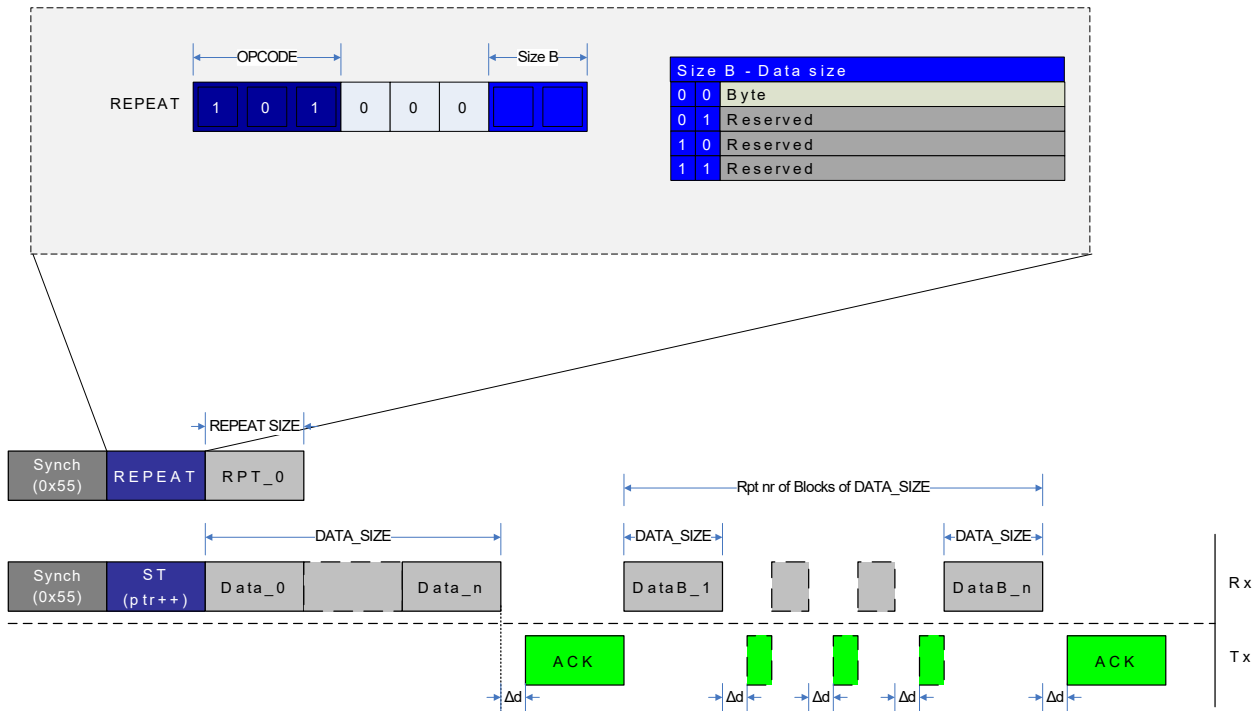 OPCODE
Size B
REPEAT 1 0 1 0 0 0
Size B - Data size
0 0 Byte
0 1 Reserved
1 0 Reserved
1 1 Reserved
REPEAT SIZE
Synch
(0x55)
REPEAT
RPT_0
Rpt nr of Blocks of DATA_SIZE
DATA_SIZE
DATA_SIZE
DATA_SIZE
Synch
(0x55)
ST
(ptr++)
Data_0
Data_n
DataB_1
DataB_n
Rx
ACK
ACK
Tx
Δd
Δd
Δd
Δd
Δd